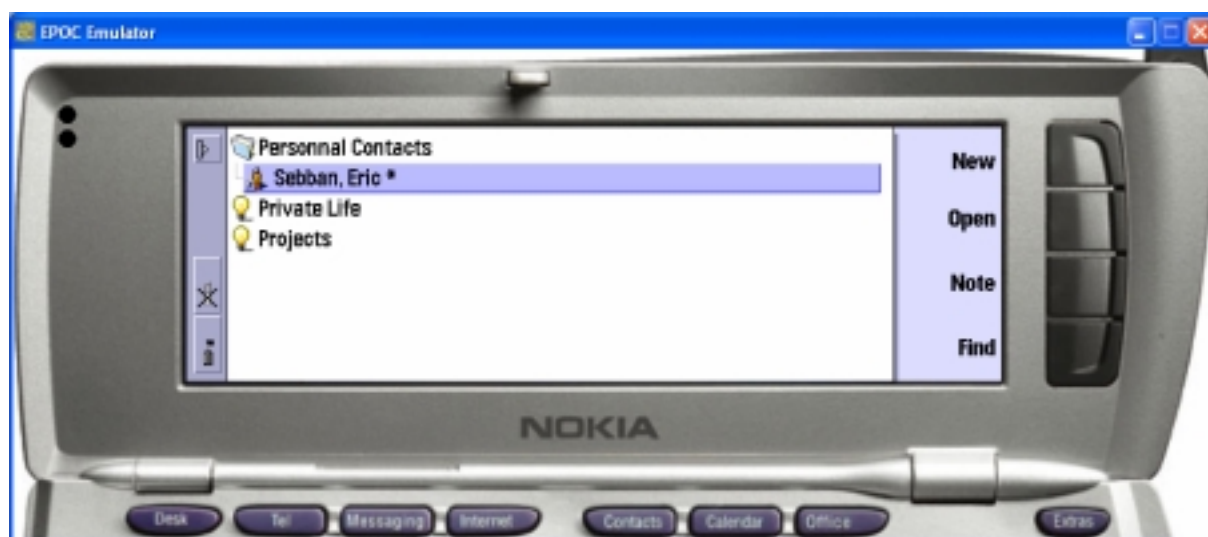 EPOC Emulator
Personnal Contacts
Sebban, Eric *
Private Life
Projects
New
Open
Note
Find
NOKIA
Desk
Tel
Messaging
Internet
Contacts
Calendar
Office
Extras